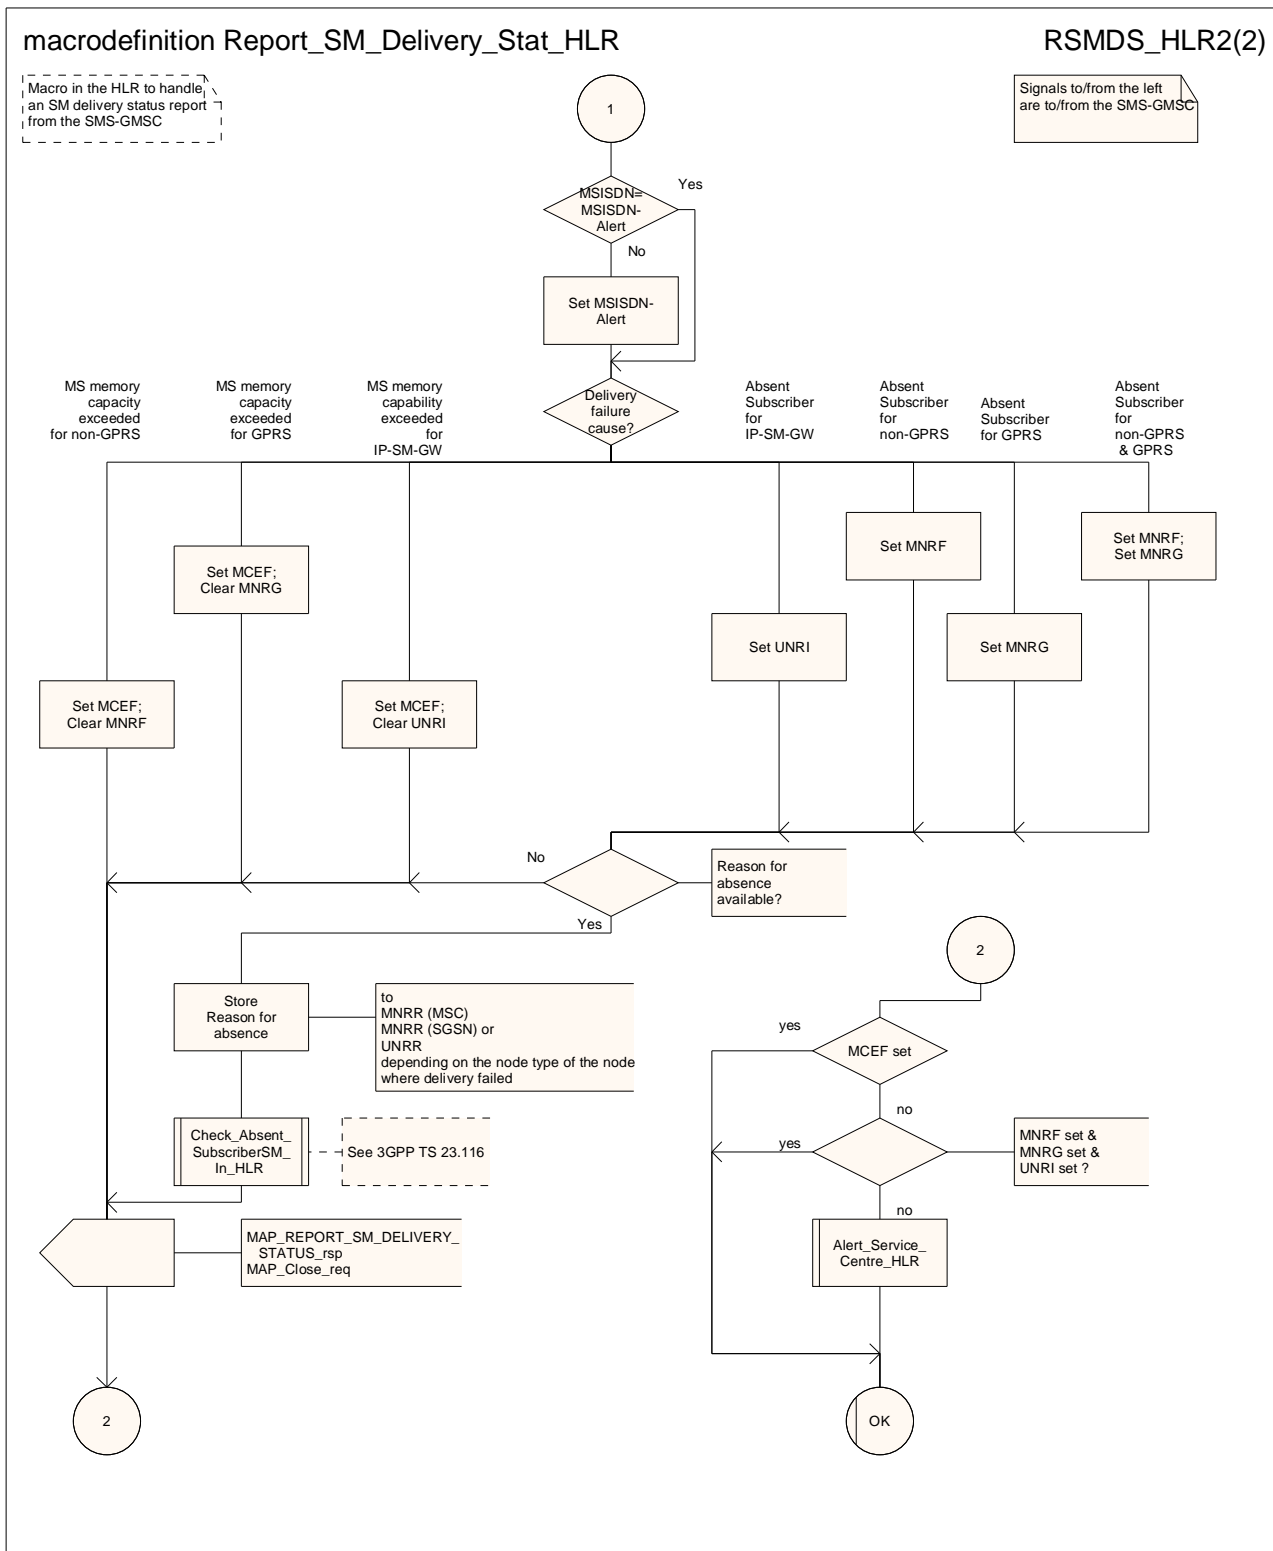 macrodefinition Report_SM_Delivery_Stat_HLR
RSMDS_HLR2(2)
Macro in the HLR to handle
an SM delivery status report
from the SMS-GMSC
Signals to/from the left
are to/from the SMS-GMSC
1
MSISDN=
MSISDN-
Alert
Yes
No
Set MSISDN-
Alert
Delivery
failure
cause?
MS memory
capacity
exceeded
for non-GPRS
MS memory
capacity
exceeded
for GPRS
MS memory
capability
exceeded
for
IP-SM-GW
Absent
Subscriber
for
IP-SM-GW
Absent
Subscriber
for
non-GPRS
Absent
Subscriber
for GPRS
Absent
Subscriber
for
non-GPRS
& GPRS
Set MCEF;
Clear MNRG
Set MNRF
Set MNRF;
Set MNRG
Set UNRI
Set MNRG
Set MCEF;
Clear MNRF
Set MCEF;
Clear UNRI
No
Reason for
absence
available?
Yes
Store
Reason for
absence
to
MNRR (MSC)
MNRR (SGSN) or
UNRR
depending on the node type of the node
where delivery failed
Check_Absent_
SubscriberSM_
In_HLR
See 3GPP TS 23.116
MAP_REPORT_SM_DELIVERY_
STATUS_rsp
MAP_Close_req
2
2
yes
MCEF set
no
yes
MNRF set &
MNRG set &
UNRI set ?
no
Alert_Service_
Centre_HLR
OK